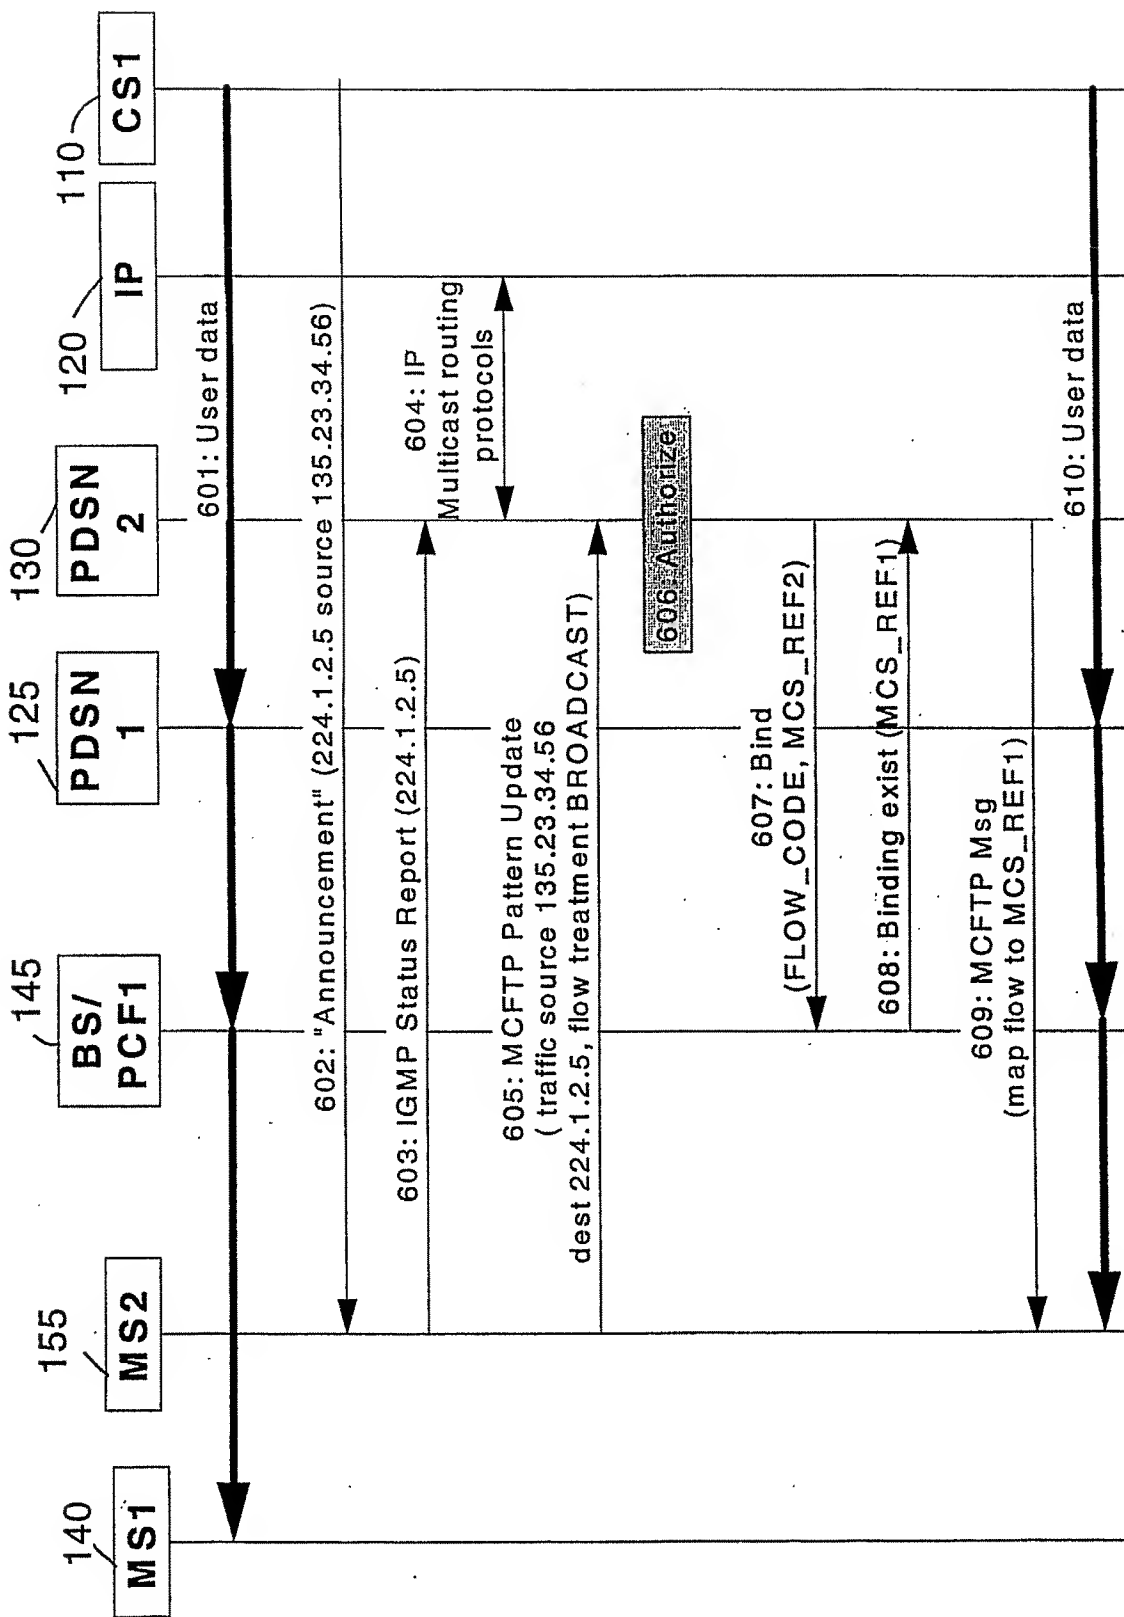 140
MS1
155
MS2
145
BS/
PCF1
125
PDSN
1
130
PDSN
2
120
IP
110
CS1
601: User data
602: "Announcement" (224.1.2.5 source 135.23.34.56)
603: IGMP Status Report (224.1.2.5)
604: IP
Multicast routing
protocols
605: MCFTP Pattern Update
( traffic source 135.23.34.56
dest 224.1.2.5, flow treatment BROADCAST)
606: Authorize
607: Bind
(FLOW_CODE, MCS_REF2)
608: Binding exist (MCS_REF1)
609: MCFTP Msg
(map flow to MCS_REF1)
610: User data